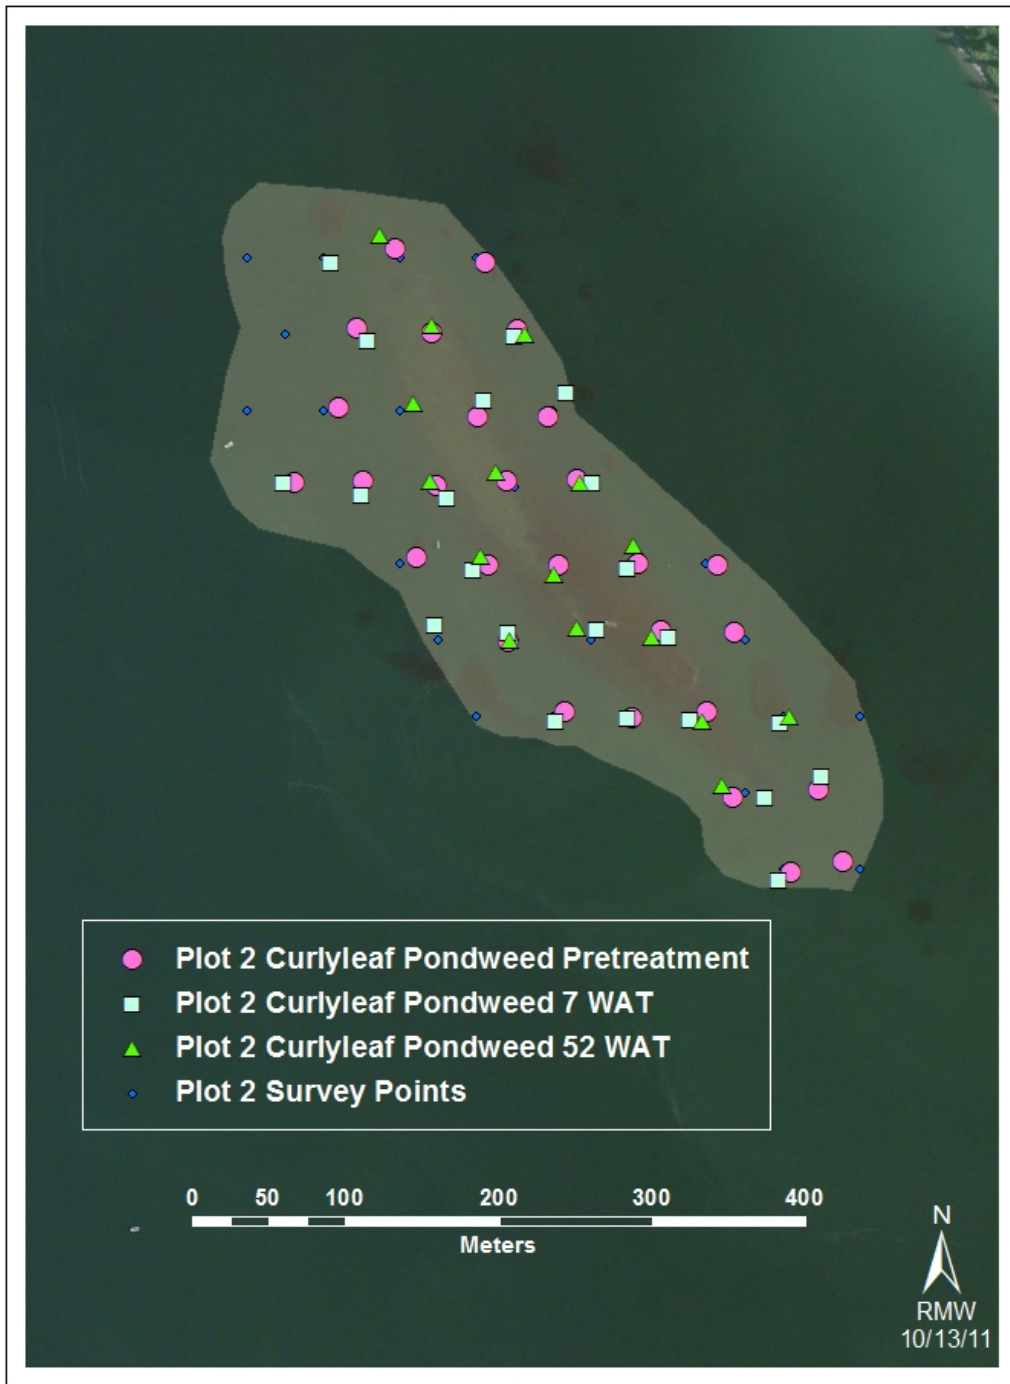 Plot 2 Curlyleaf Pondweed Pretreatment
Plot 2 Curlyleaf Pondweed 7 WAT
Plot 2 Curlyleaf Pondweed 52 WAT
Plot 2 Survey Points
0 50 100 200 300 400
Meters
N
RMW
10/13/11